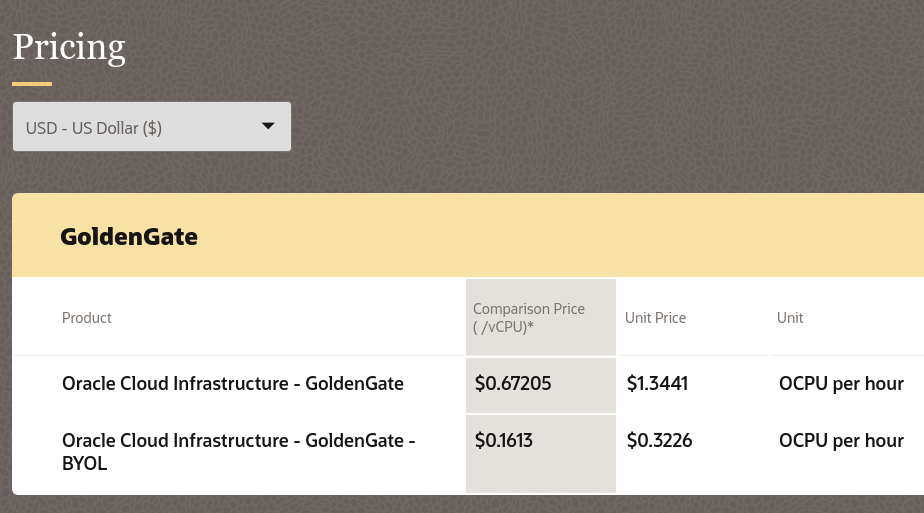 Pricing
USD - US Dollar ($)
GoldenGate
Product
Comparison Price
( /vCPU)*
Unit Price
Unit
Oracle Cloud Infrastructure - GoldenGate
$0.67205
$1.3441
OCPU per hour
Oracle Cloud Infrastructure - GoldenGate -
BYOL
$0.1613
$0.3226
OCPU per hour